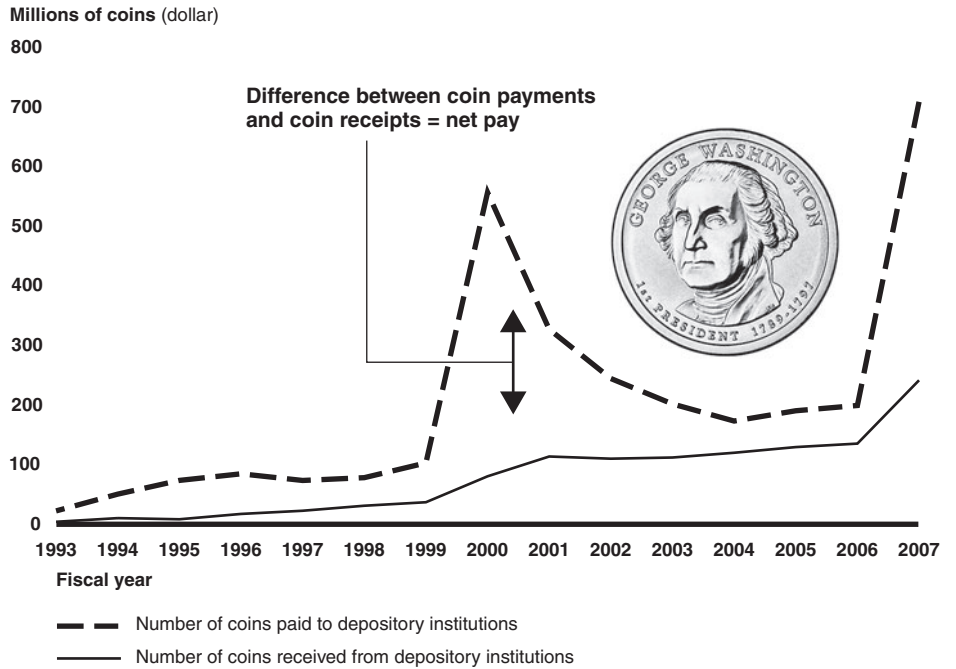 Millions of coins (dollar)
800
700
600
500
400
300
200
100
0
Difference between coin payments
and coin receipts = net pay
GEORGE WASHINGTON
1st PRESIDENT 1789-1797
1993 1994 1995 1996 1997 1998 1999 2000 2001 2002 2003 2004 2005 2006 2007
Fiscal year
Number of coins paid to depository institutions
Number of coins received from depository institutions